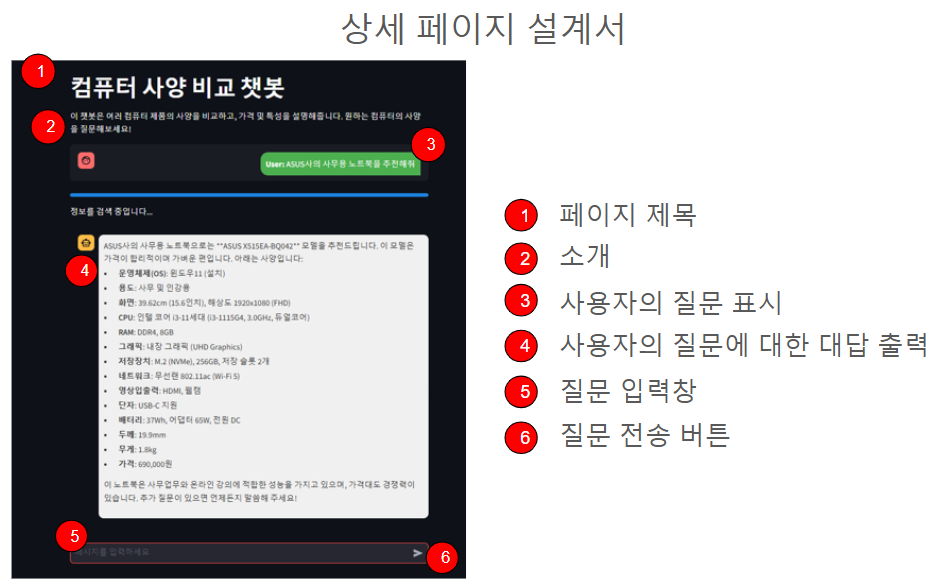 상세 페이지 설계서
1
컴퓨터 사양 비교 챗봇
2
이 챗봇은 여러 컴퓨터 제품의 사양을 비교하고, 가격 및 특성을 설명해줍니다. 원하는 컴퓨터의 사양
을 질문해보세요!
3
User: ASUS사의 사무용 노트북을 추천해줘
정보를 검색 중입니다...
4
ASUS사의 사무용 노트북으로는 **ASUS X515EA-BQ042** 모델을 추천드립니다. 이 모델은
가격이 합리적이며 가벼운 편입니다. 아래는 사양입니다:
• 운영체제(OS): 윈도우11 (설치)
• 용도: 사무 및 인강용
• 화면: 39.62cm (15.6인치), 해상도 1920x1080 (FHD)
• CPU: 인텔 코어 i3-11세대 (i3-1115G4, 3.0GHz, 듀얼코어)
• RAM: DDR4, 8GB
• 그래픽: 내장 그래픽 (UHD Graphics)
• 저장장치: M.2 (NVMe), 256GB, 저장 슬롯 2개
• 네트워크: 무선랜 802.11ac (Wi-Fi 5)
• 영상입출력: HDMI, 웹캠
• 단자: USB-C 지원
• 배터리: 37Wh, 어댑터 65W, 전원 DC
• 두께: 19.9mm
• 무게: 1.8kg
• 가격: 690,000원
이 노트북은 사무업무와 온라인 강의에 적합한 성능을 가지고 있으며, 가격대도 경쟁력이
있습니다. 추가 질문이 있으면 언제든지 말씀해 주세요!
5
메시지를 입력하세요
6
1 페이지 제목
2 소개
3 사용자의 질문 표시
4 사용자의 질문에 대한 대답 출력
5 질문 입력창
6 질문 전송 버튼